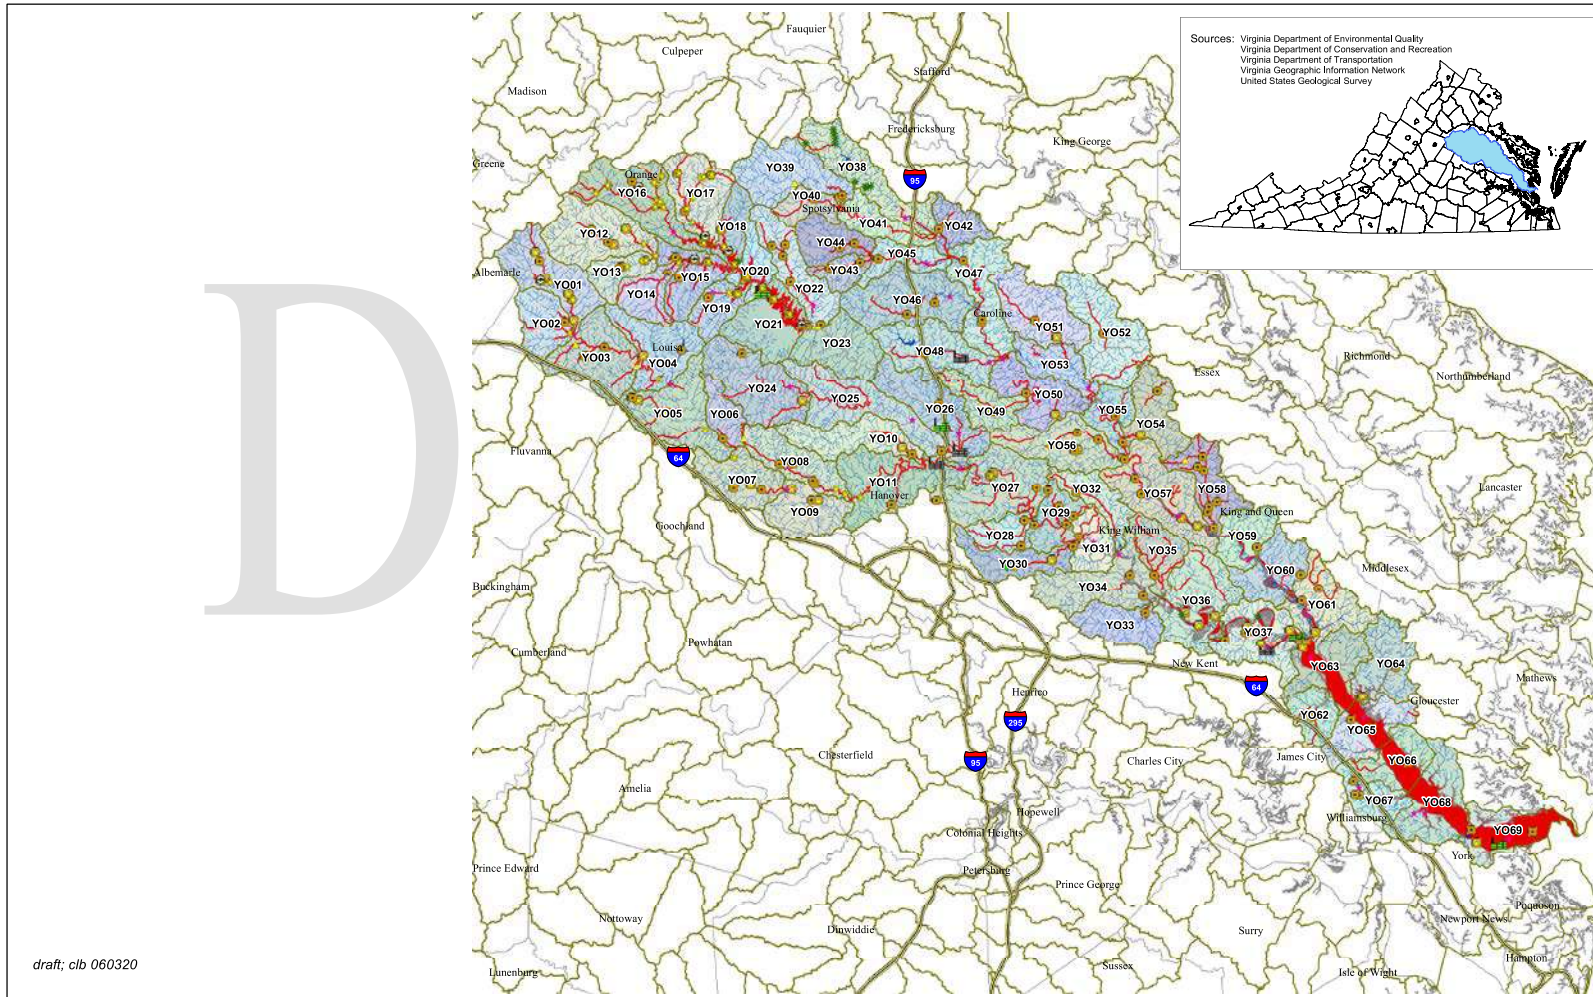 Sources: Virginia Department of Environmental Quality
Virginia Department of Conservation and Recreation
Virginia Department of Transportation
Virginia Geographic Information Network
United States Geological Survey
Fauquier
Culpeper
Stafford
Madison
Fredericksburg
King George
Greene
Orange
YO39
YO38
95
YO16
YO17
YO40
Spotsylvania
YO41
YO42
YO12
YO18
YO44
YO45
YO13
YO15
YO20
YO43
YO47
Albemarle
YO01
YO14
YO19
YO22
YO46
Caroline
YO02
YO21
YO23
YO51
YO52
YO03
Louisa
YO04
YO48
YO53
Essex
Richmond
Northumberland
YO24
YO25
YO50
YO05
YO06
YO26
YO49
YO55
YO54
Fluvanna
64
YO10
YO56
YO08
YO07
YO11
Hanover
YO27
YO32
YO57
YO58
Lancaster
YO09
Goochland
YO29
King William
King and Queen
YO28
YO31
YO35
YO59
YO30
YO34
YO60
Middlesex
Buckingham
YO36
YO61
YO33
YO37
Powhatan
Cumberland
New Kent
YO63
YO64
Mathews
Henrico
64
Gloucester
295
YO62
YO65
Chesterfield
95
Charles City
James City
YO66
Amelia
YO67
YO68
Hopewell
Williamsburg
Colonial Heights
YO69
York
Prince Edward
Petersburg
Prince George
Poquoson
Nottoway
Dinwiddie
Surry
Newport News
Hampton
Lunenburg
Sussex
Isle of Wight
D
draft; clb 060320